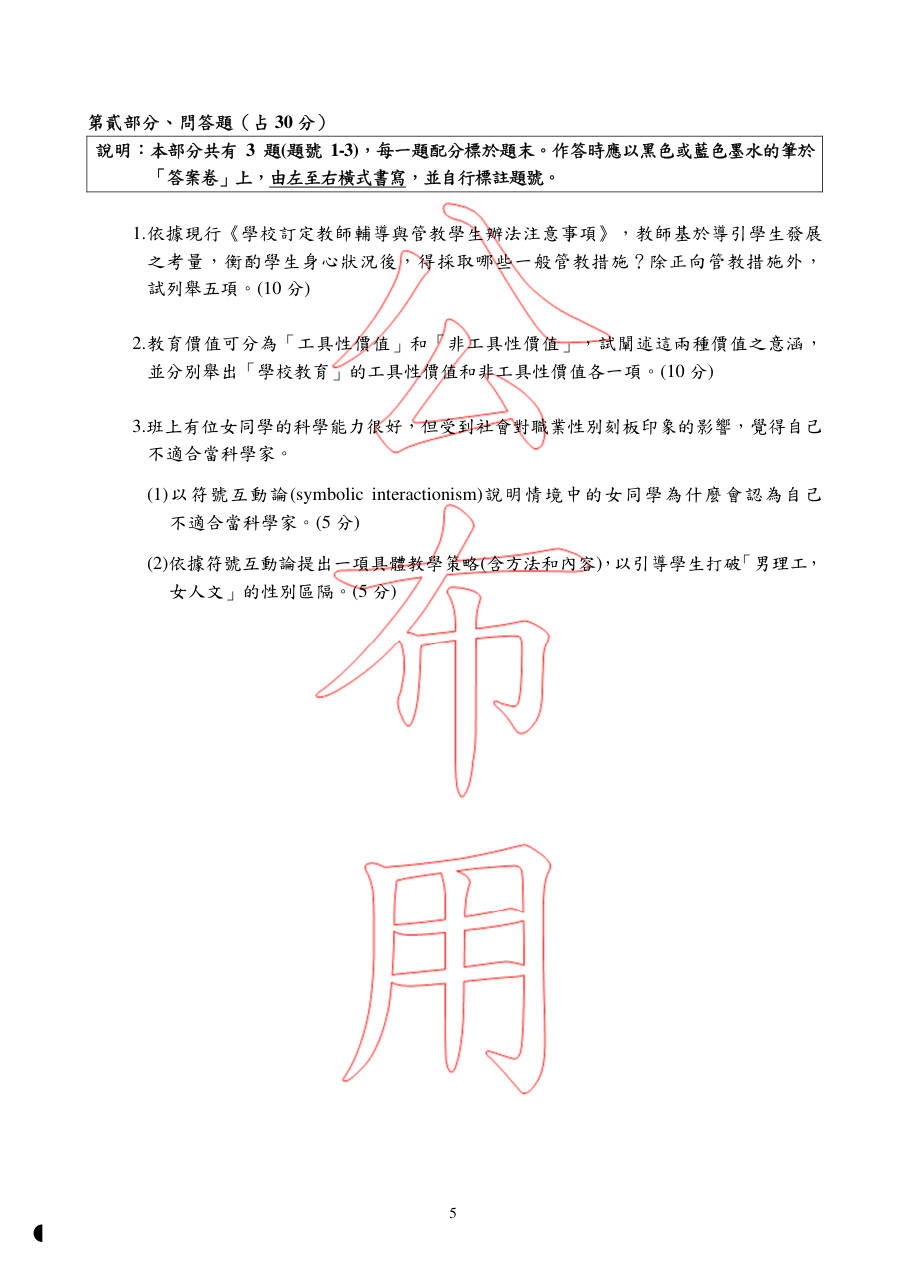 第貳部分、問答題（占 30 分）
說明：本部分共有 3 題(題號 1-3)，每一題配分標於題末。作答時應以黑色或藍色墨水的筆於
「答案卷」上，由左至右橫式書寫，並自行標註題號。
1.依據現行《學校訂定教師輔導與管教學生辦法注意事項》，教師基於導引學生發展
之考量，衡酌學生身心狀況後，得採取哪些一般管教措施？除正向管教措施外，
試列舉五項。(10 分)
2.教育價值可分為「工具性價值」和「非工具性價值」，試闡述這兩種價值之意涵，
並分別舉出「學校教育」的工具性價值和非工具性價值各一項。(10 分)
3.班上有位女同學的科學能力很好，但受到社會對職業性別刻板印象的影響，覺得自己
不適合當科學家。
(1)以符號互動論(symbolic interactionism)說明情境中的女同學為什麼會認為自己
不適合當科學家。(5 分)
(2)依據符號互動論提出一項具體教學策略(含方法和內容)，以引導學生打破「男理工，
女人文」的性別區隔。(5 分)
公
布
用
5